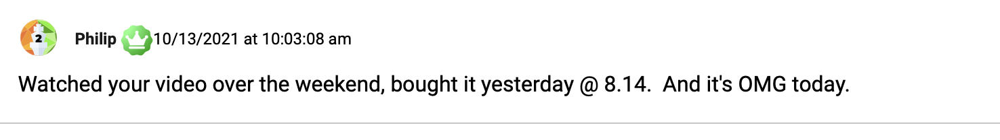 2
Philip 10/13/2021 at 10:03:08 am
Watched your video over the weekend, bought it yesterday @ 8.14.  And it's OMG today.